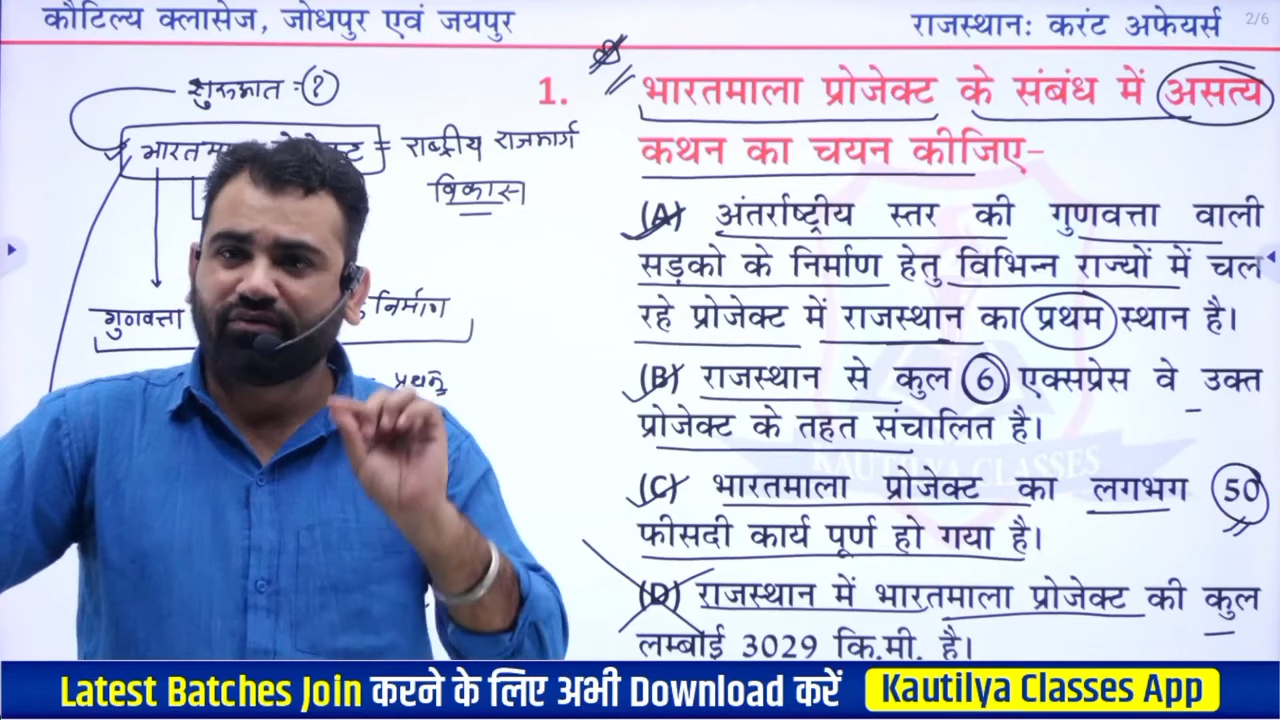 कौटिल्य क्लासेज, जोधपुर एवं जयपुर
राजस्थानः करंट अफेयर्स
2/6
शुरुआत = ?
= राष्ट्रीय राजमार्ग
विकास
गुणवत्ता
निर्माण
प्रथम
1. भारतमाला प्रोजेक्ट के संबंध में असत्य
कथन का चयन कीजिए-
(A) अंतर्राष्ट्रीय स्तर की गुणवत्ता वाली
सड़को के निर्माण हेतु विभिन्न राज्यों में चल
रहे प्रोजेक्ट में राजस्थान का प्रथम स्थान है।
(B) राजस्थान से कुल 6 एक्सप्रेस वे उक्त
प्रोजेक्ट के तहत संचालित है।
(C) भारतमाला प्रोजेक्ट का लगभग 50
फीसदी कार्य पूर्ण हो गया है।
(D) राजस्थान में भारतमाला प्रोजेक्ट की कुल
लम्बाई 3029 कि.मी. है।
KAUTILYA CLASSES
Latest Batches Join करने के लिए अभी Download करें
Kautilya Classes App